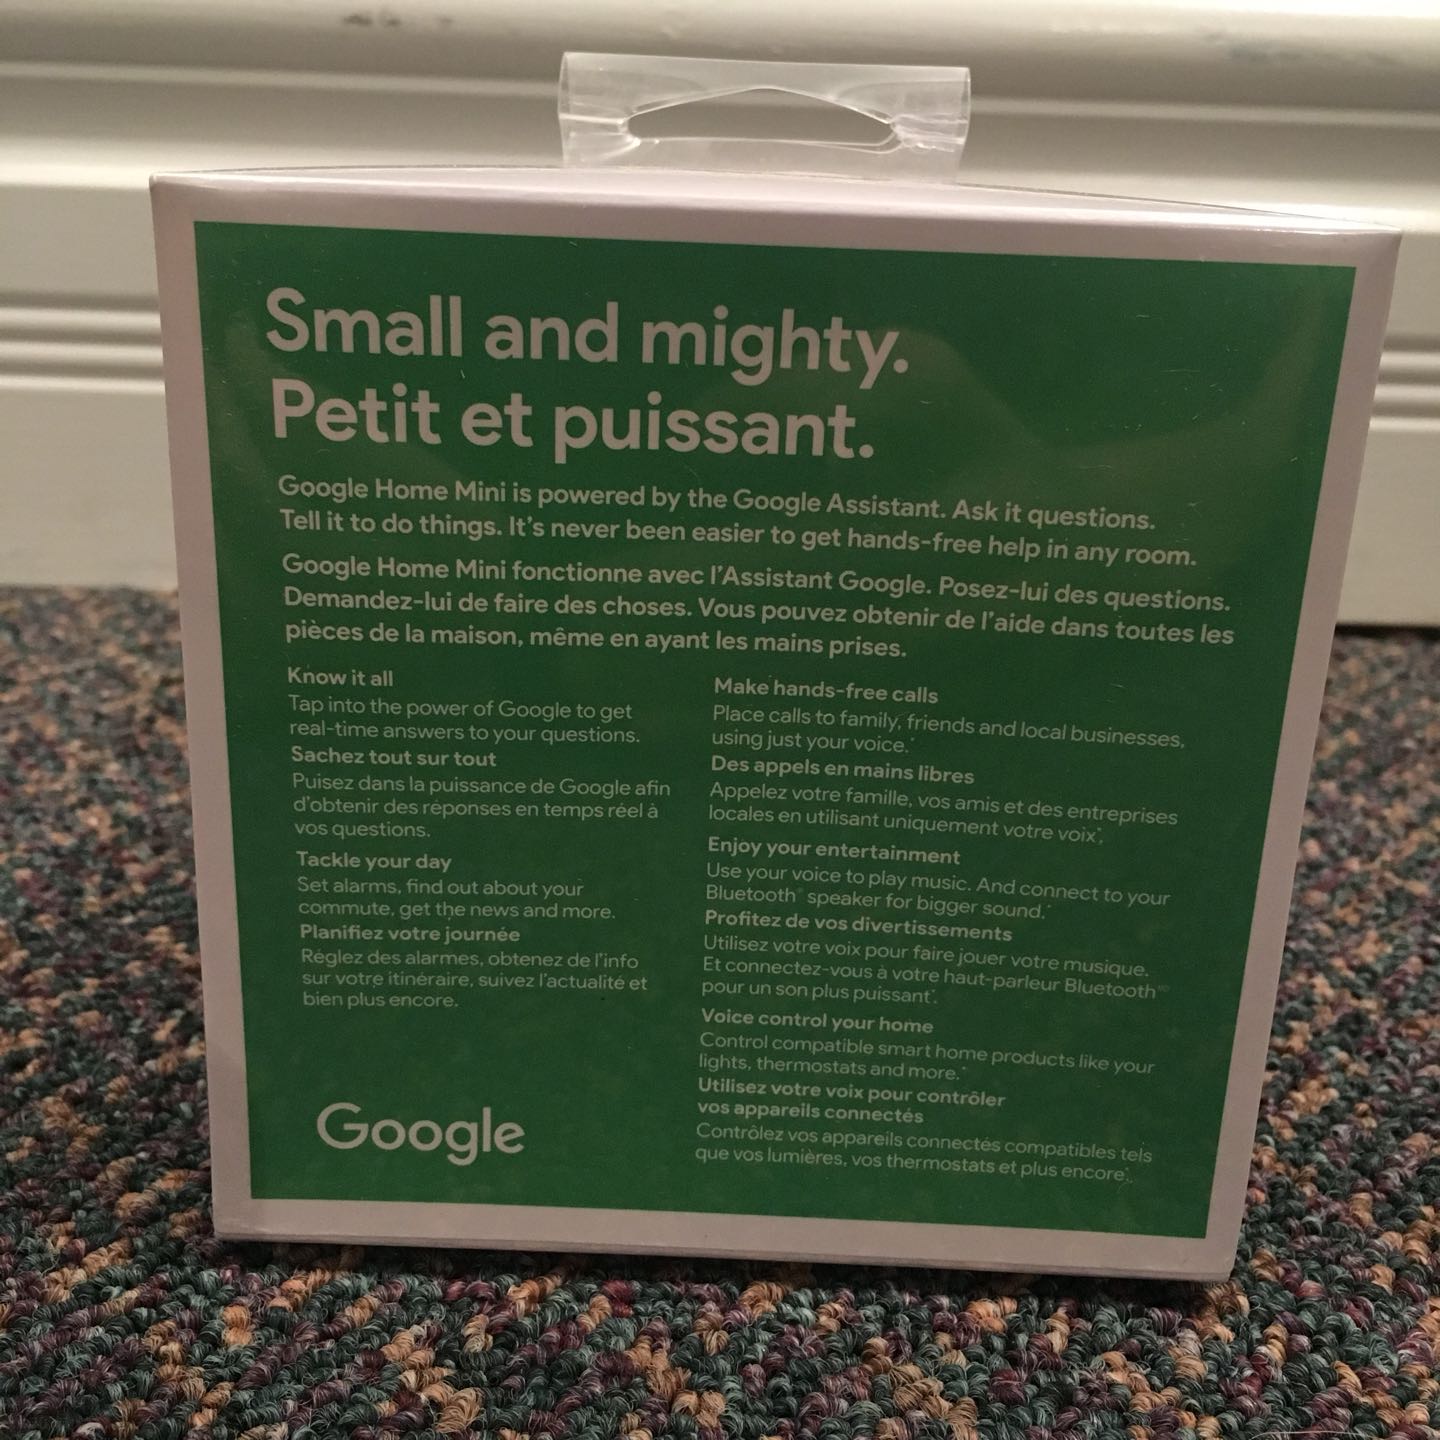 Small and mighty.
Petit et puissant.
Google Home Mini is powered by the Google Assistant. Ask it questions.
Tell it to do things. It's never been easier to get hands-free help in any room.
Google Home Mini fonctionne avec l'Assistant Google. Posez-lui des questions.
Demandez-lui de faire des choses. Vous pouvez obtenir de l'aide dans toutes les
pièces de la maison, même en ayant les mains prises.
Know it all
Tap into the power of Google to get
real-time answers to your questions.
Sachez tout sur tout
Puisez dans la puissance de Google afin
d'obtenir des réponses en temps réel à
vos questions.
Tackle your day
Set alarms, find out about your
commute, get the news and more.
Planifiez votre journée
Réglez des alarmes, obtenez de l'info
sur votre itinéraire, suivez l'actualité et
bien plus encore.
Make hands-free calls
Place calls to family, friends and local businesses,
using just your voice.*
Des appels en mains libres
Appelez votre famille, vos amis et des entreprises
locales en utilisant uniquement votre voix*.
Enjoy your entertainment
Use your voice to play music. And connect to your
Bluetooth® speaker for bigger sound.*
Profitez de vos divertissements
Utilisez votre voix pour faire jouer votre musique.
Et connectez-vous à votre haut-parleur Bluetooth^MD
pour un son plus puissant*.
Voice control your home
Control compatible smart home products like your
lights, thermostats and more.*
Utilisez votre voix pour contrôler
vos appareils connectés
Contrôlez vos appareils connectés compatibles tels
que vos lumières, vos thermostats et plus encore*.
Google